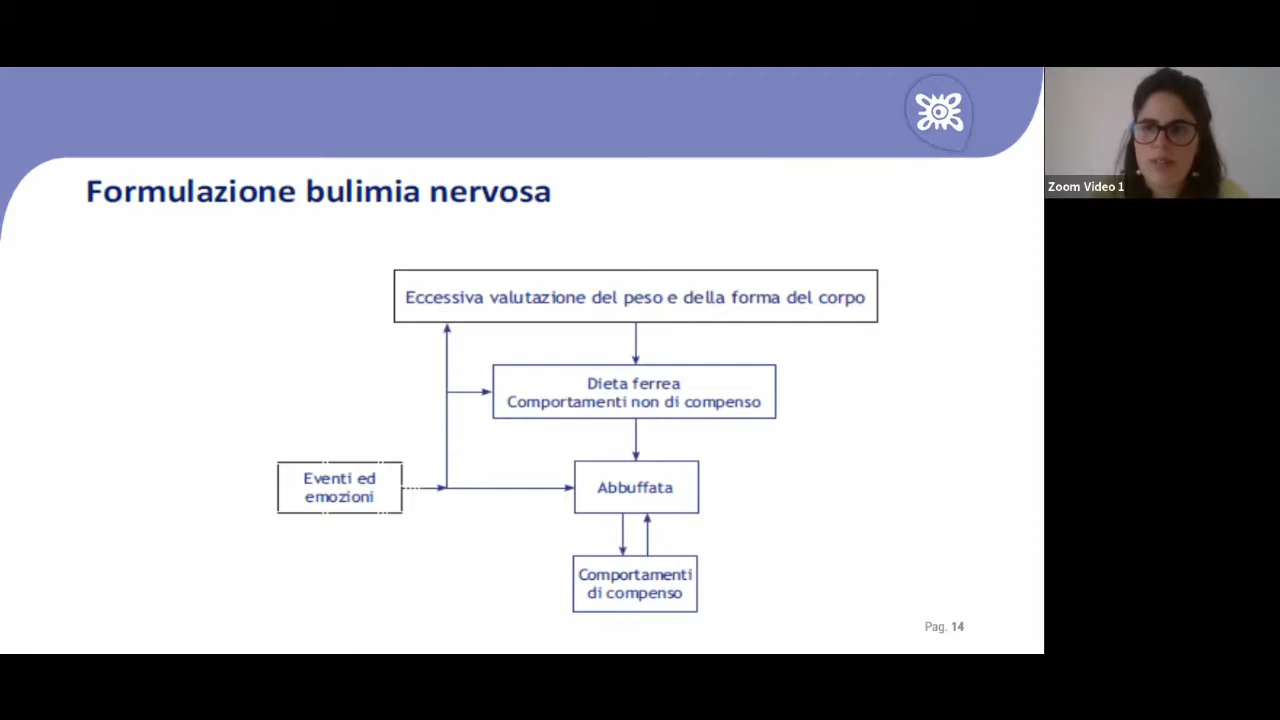 Formulazione bulimia nervosa
Eccessiva valutazione del peso e della forma del corpo
Dieta ferrea
Comportamenti non di compenso
Eventi ed
emozioni
Abbuffata
Comportamenti
di compenso
Pag. 14
Zoom Video 1